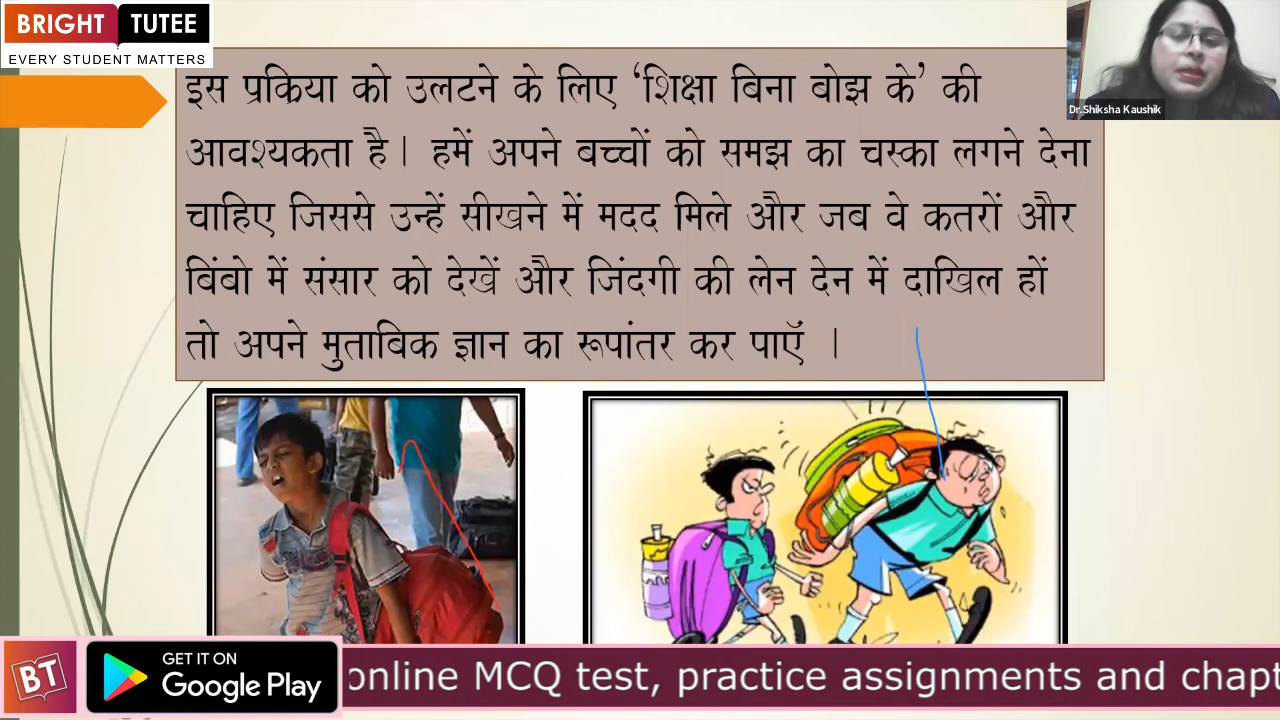 BRIGHT TUTEE
EVERY STUDENT MATTERS
Dr.Shiksha Kaushik
इस प्रक्रिया को उलटने के लिए ‘शिक्षा बिना बोझ के’ की
आवश्यकता है। हमें अपने बच्चों को समझ का चस्का लगने देना
चाहिए जिससे उन्हें सीखने में मदद मिले और जब वे कतरों और
बिंबो में संसार को देखें और जिंदगी की लेन देन में दाखिल हों
तो अपने मुताबिक ज्ञान का रूपांतर कर पाएँ ।
BT
GET IT ON
Google Play
online MCQ test, practice assignments and chapt